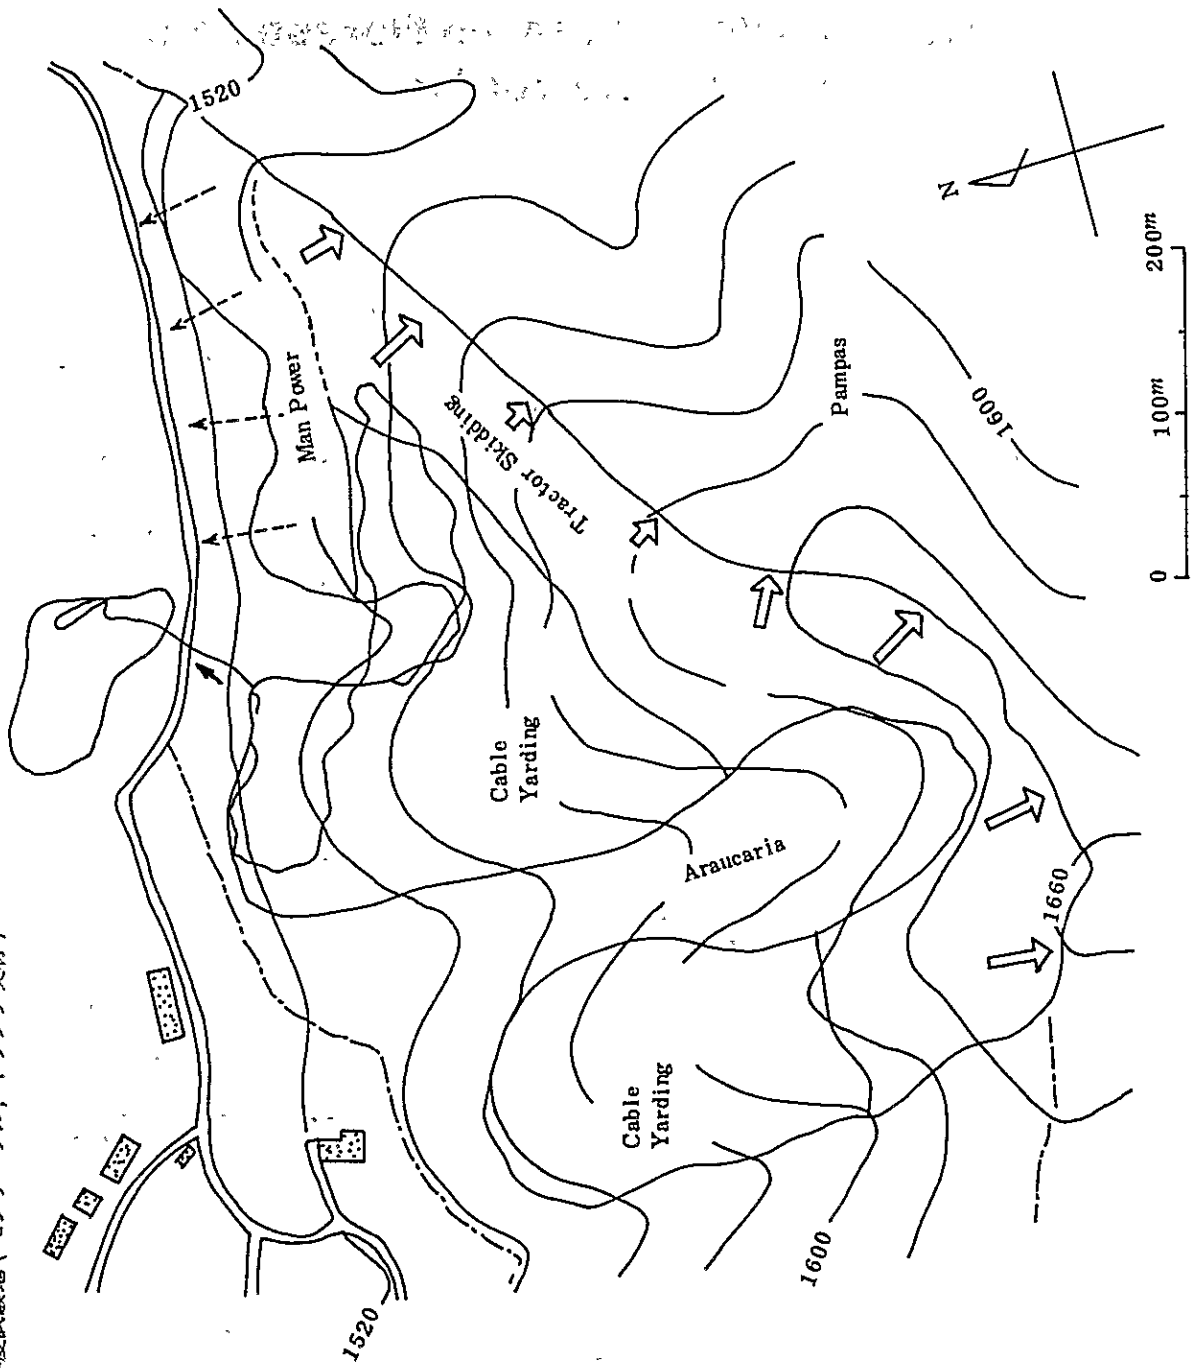 1520
N
Man Power
Tractor Skidding
Pampas
1600
200m
100m
0
Cable
Yarding
Araucaria
1660
Cable
Yarding
1600
1520